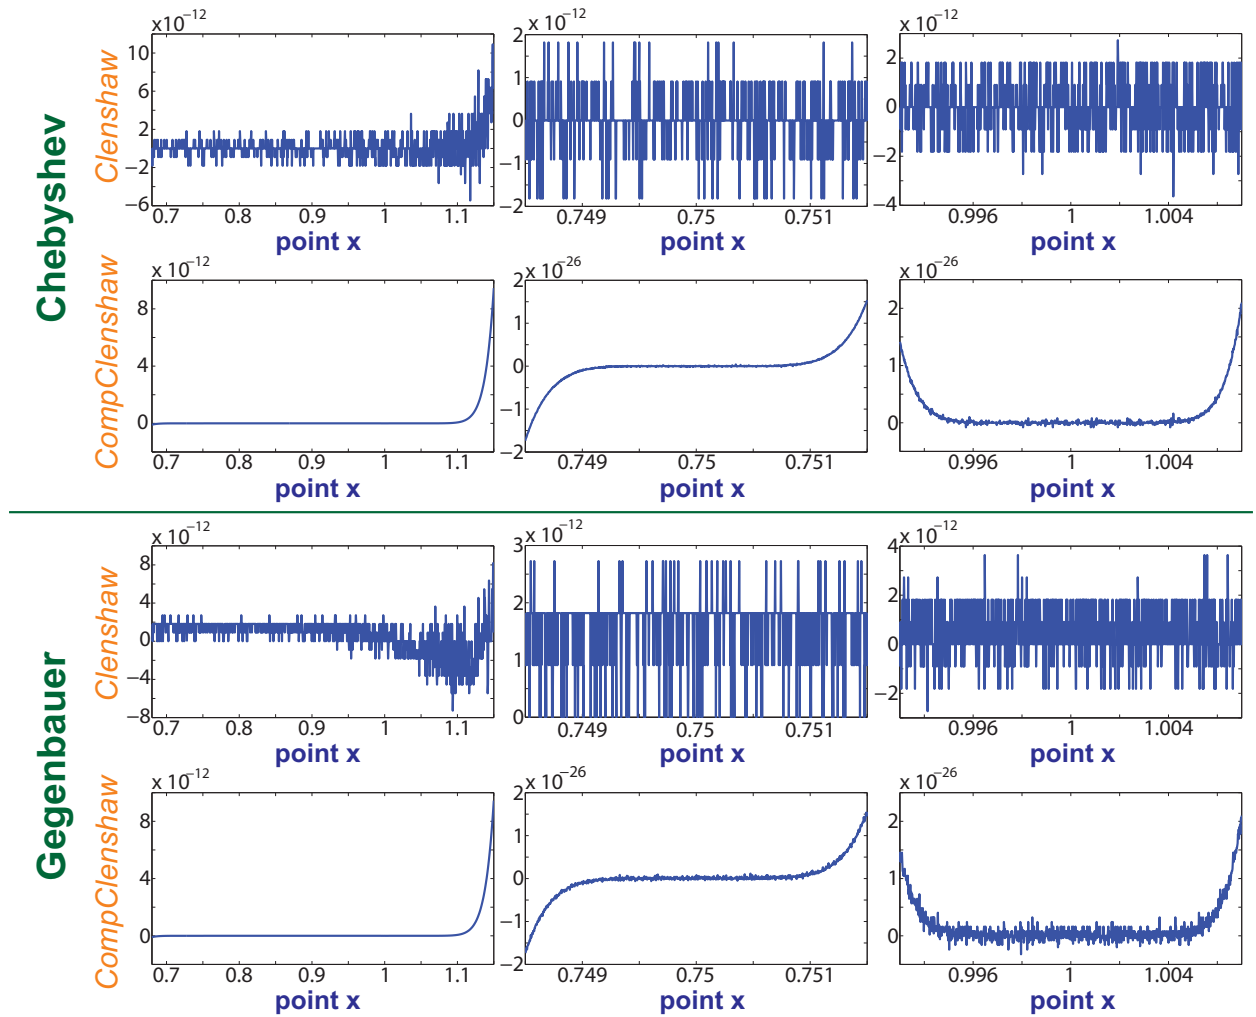 Chebyshev
Clenshaw
x10−12
10
6
2
−2
−6
0.7 0.8 0.9 1 1.1
point x
x 10−12
2
1
0
−1
−2
0.749 0.75 0.751
point x
x 10−12
2
0
−2
−4
0.996 1 1.004
point x
CompClenshaw
x 10−12
8
4
0
0.7 0.8 0.9 1 1.1
point x
x 10−26
2
1
0
−1
−2
0.749 0.75 0.751
point x
x 10−26
2
1
0
0.996 1 1.004
point x
Gegenbauer
Clenshaw
x 10−12
8
4
0
−4
−8
0.7 0.8 0.9 1 1.1
point x
x 10−12
3
2
1
0
0.749 0.75 0.751
point x
x 10−12
4
2
0
−2
0.996 1 1.004
point x
CompClenshaw
x 10−12
8
4
0
0.7 0.8 0.9 1 1.1
point x
x 10−26
2
1
0
−1
−2
0.749 0.75 0.751
point x
x 10−26
2
1
0
0.996 1 1.004
point x